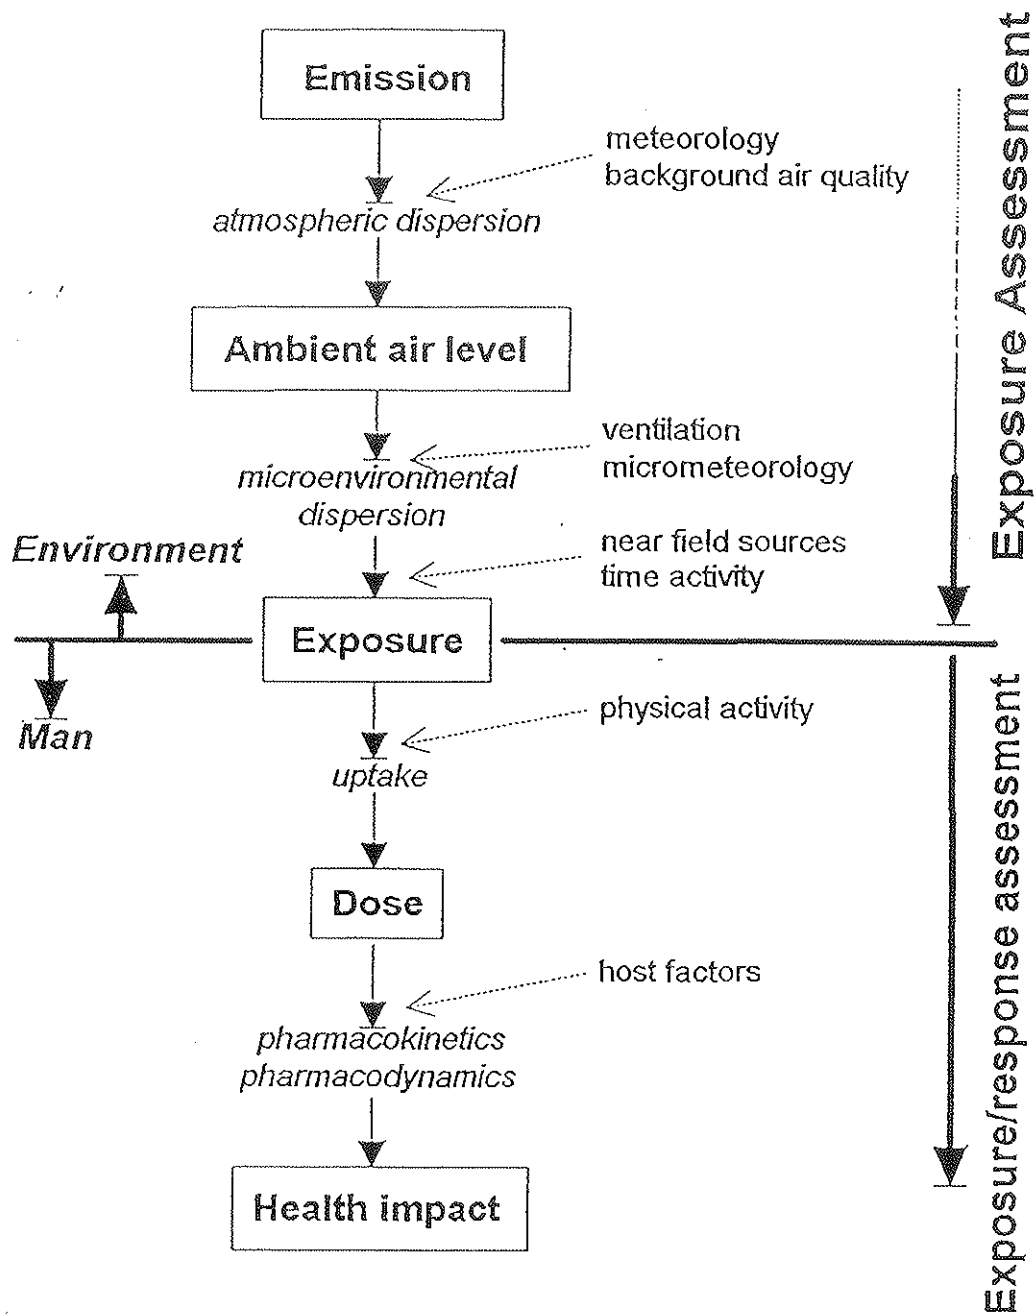 Emission
meteorology
background air quality
atmospheric dispersion
Ambient air level
ventilation
micrometeorology
microenvironmental
dispersion
near field sources
time activity
Environment
Exposure
Man
physical activity
uptake
Dose
host factors
pharmacokinetics
pharmacodynamics
Health impact
Exposure Assessment
Exposure/response assessment